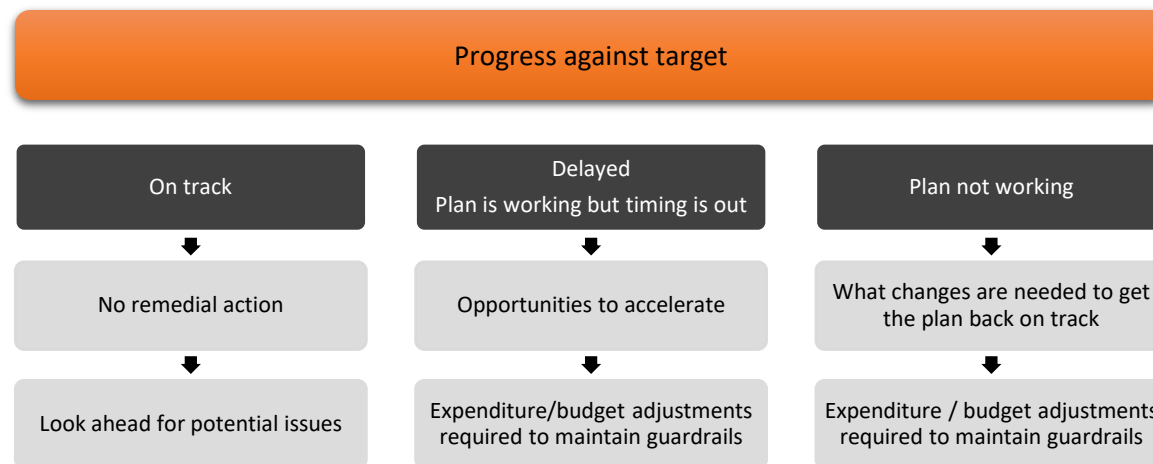 Progress against target
On track
No remedial action
Look ahead for potential issues
Delayed
Plan is working but timing is out
Opportunities to accelerate
Expenditure/budget adjustments
required to maintain guardrails
Plan not working
What changes are needed to get
the plan back on track
Expenditure / budget adjustments
required to maintain guardrails